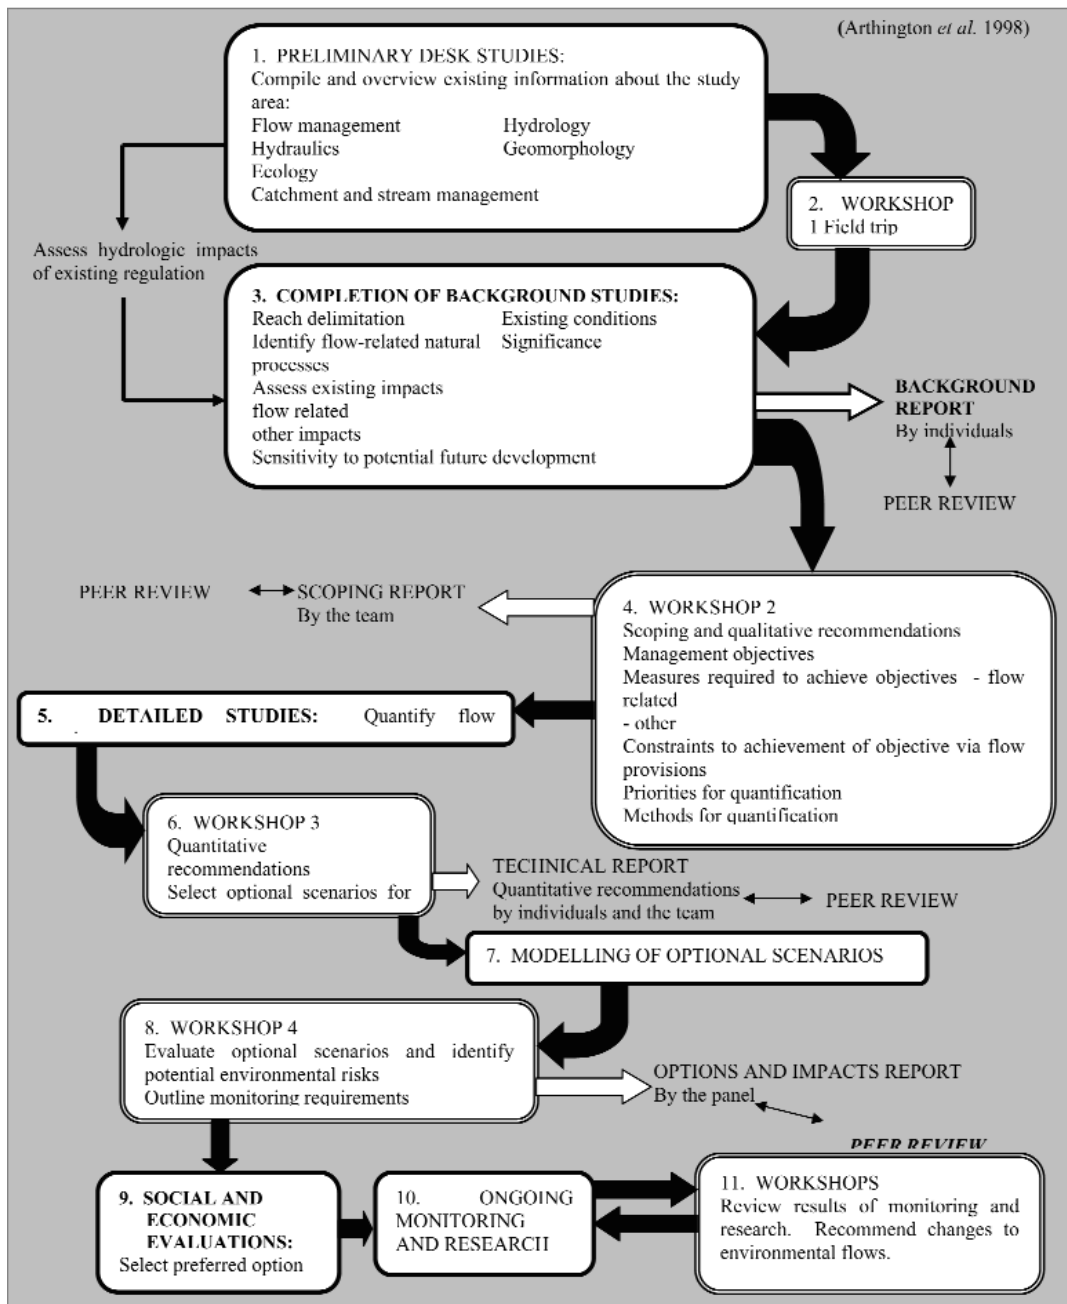 (Arthington et al. 1998)
1. PRELIMINARY DESK STUDIES:
Compile and overview existing information about the study
area:
Flow management Hydrology
Hydraulics Geomorphology
Ecology
Catchment and stream management
2. WORKSHOP
1 Field trip
Assess hydrologic impacts
of existing regulation
3. COMPLETION OF BACKGROUND STUDIES:
Reach delimitation Existing conditions
Identify flow-related natural Significance
processes
Assess existing impacts
flow related
other impacts
Sensitivity to potential future development
BACKGROUND
REPORT
By individuals
PEER REVIEW
PEER REVIEW
SCOPING REPORT
By the team
4. WORKSHOP 2
Scoping and qualitative recommendations
Management objectives
Measures required to achieve objectives - flow
related
- other
Constraints to achievement of objective via flow
provisions
Priorities for quantification
Methods for quantification
5. DETAILED STUDIES: Quantify flow
6. WORKSHOP 3
Quantitative
recommendations
Select optional scenarios for
TECHNICAL REPORT
Quantitative recommendations
by individuals and the team
PEER REVIEW
7. MODELLING OF OPTIONAL SCENARIOS
8. WORKSHOP 4
Evaluate optional scenarios and identify
potential environmental risks
Outline monitoring requirements
OPTIONS AND IMPACTS REPORT
By the panel
PEER REVIEW
9. SOCIAL AND
ECONOMIC
EVALUATIONS:
Select preferred option
10. ONGOING
MONITORING
AND RESEARCH
11. WORKSHOPS
Review results of monitoring and
research. Recommend changes to
environmental flows.